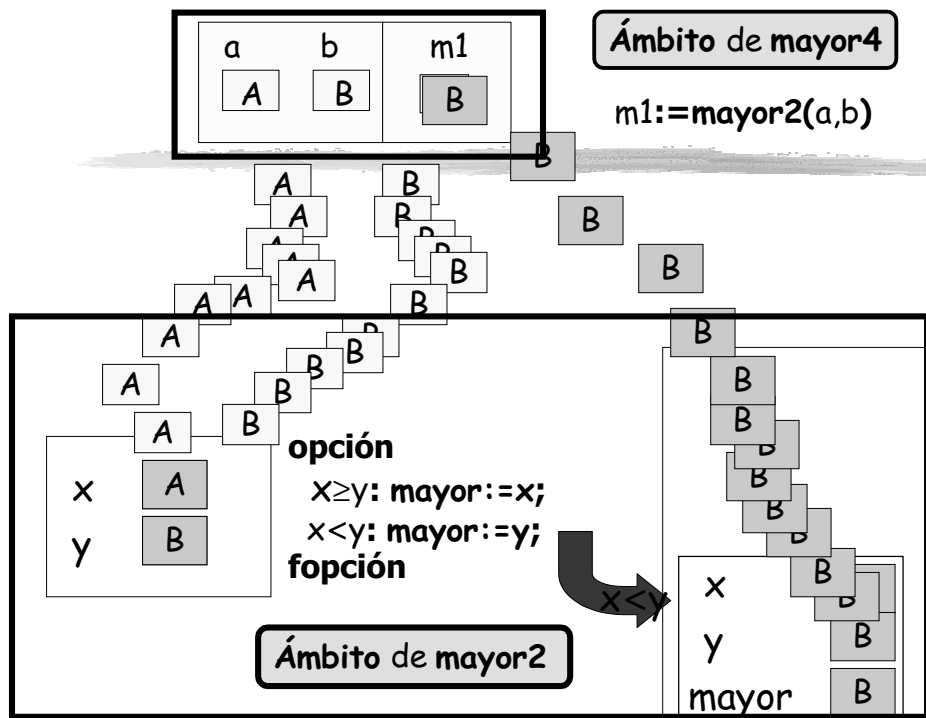 Ámbito de mayor4
a b m1
A B B
m1:=mayor2(a,b)
B
A B
A B
B
A B
A B
A B
B
A A B
B
A B
B
B
A B
B
B
A B
B
B
opción
x A
x≥y: mayor:=x;
B
y B
x<y: mayor:=y;
B
fopción
B
x<y
x B
y B
Ámbito de mayor2
mayor B